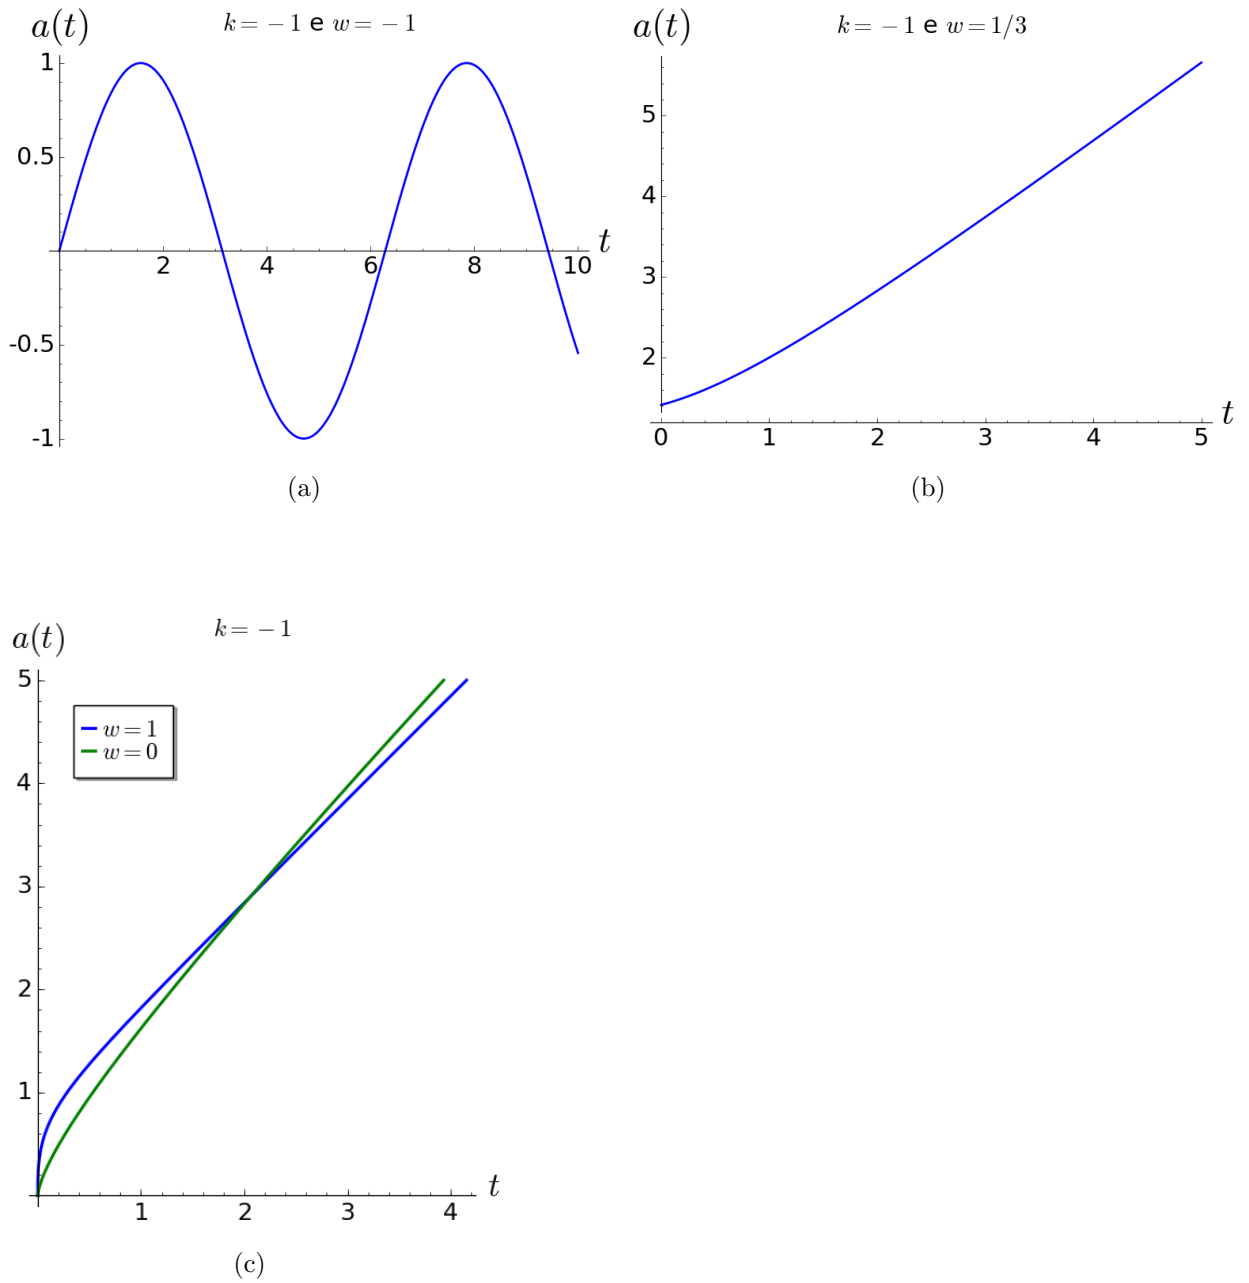 a(t)
k = −1 e w = −1
1
0.5
-0.5
-1
2 4 6 8 10
t
(a)
a(t)
k = −1 e w = 1/3
5
4
3
2
0 1 2 3 4 5
t
(b)
a(t)
k = −1
w = 1
w = 0
5
4
3
2
1
1 2 3 4
t
(c)